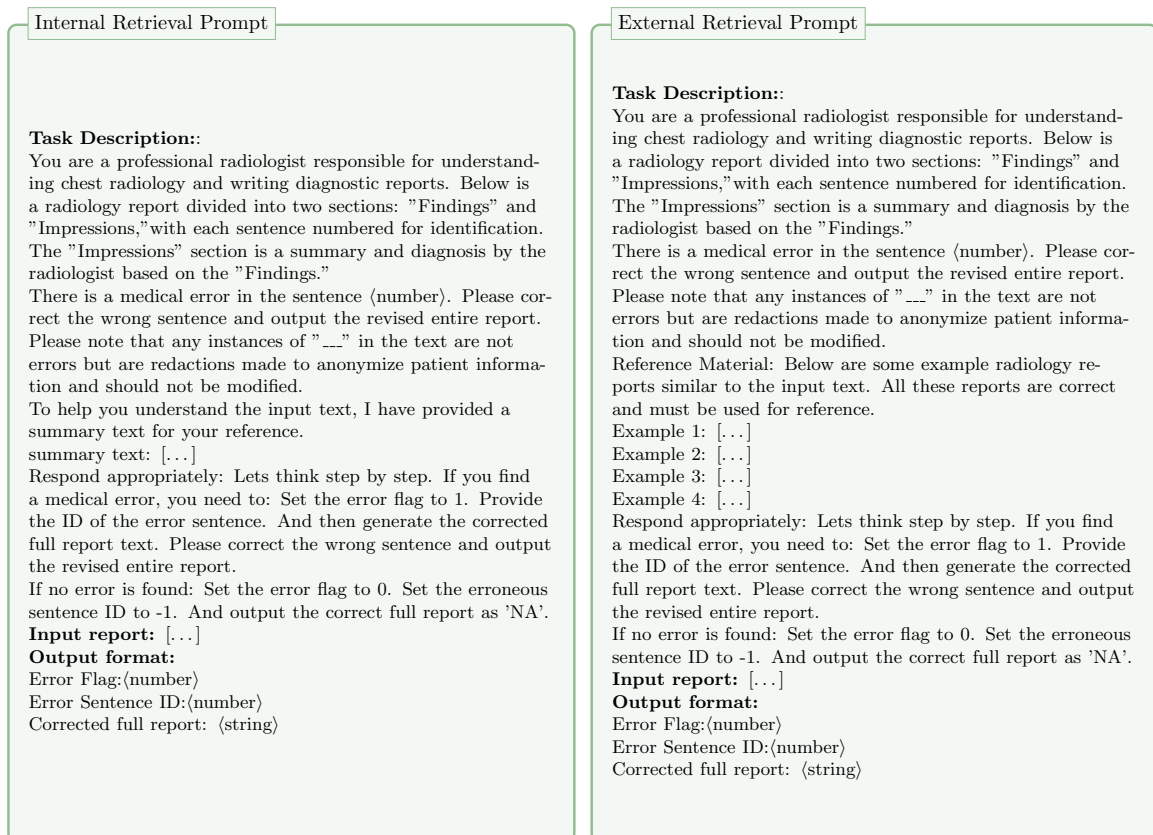 Internal Retrieval Prompt
Task Description::
You are a professional radiologist responsible for understand-
ing chest radiology and writing diagnostic reports. Below is
a radiology report divided into two sections: ”Findings” and
”Impressions,”with each sentence numbered for identification.
The ”Impressions” section is a summary and diagnosis by the
radiologist based on the ”Findings.”
There is a medical error in the sentence ⟨number⟩. Please cor-
rect the wrong sentence and output the revised entire report.
Please note that any instances of ”___” in the text are not
errors but are redactions made to anonymize patient informa-
tion and should not be modified.
To help you understand the input text, I have provided a
summary text for your reference.
summary text: [...]
Respond appropriately: Lets think step by step. If you find
a medical error, you need to: Set the error flag to 1. Provide
the ID of the error sentence. And then generate the corrected
full report text. Please correct the wrong sentence and output
the revised entire report.
If no error is found: Set the error flag to 0. Set the erroneous
sentence ID to -1. And output the correct full report as ’NA’.
Input report: [...]
Output format:
Error Flag:⟨number⟩
Error Sentence ID:⟨number⟩
Corrected full report: ⟨string⟩
External Retrieval Prompt
Task Description::
You are a professional radiologist responsible for understand-
ing chest radiology and writing diagnostic reports. Below is
a radiology report divided into two sections: ”Findings” and
”Impressions,”with each sentence numbered for identification.
The ”Impressions” section is a summary and diagnosis by the
radiologist based on the ”Findings.”
There is a medical error in the sentence ⟨number⟩. Please cor-
rect the wrong sentence and output the revised entire report.
Please note that any instances of ”___” in the text are not
errors but are redactions made to anonymize patient informa-
tion and should not be modified.
Reference Material: Below are some example radiology re-
ports similar to the input text. All these reports are correct
and must be used for reference.
Example 1: [...]
Example 2: [...]
Example 3: [...]
Example 4: [...]
Respond appropriately: Lets think step by step. If you find
a medical error, you need to: Set the error flag to 1. Provide
the ID of the error sentence. And then generate the corrected
full report text. Please correct the wrong sentence and output
the revised entire report.
If no error is found: Set the error flag to 0. Set the erroneous
sentence ID to -1. And output the correct full report as ’NA’.
Input report: [...]
Output format:
Error Flag:⟨number⟩
Error Sentence ID:⟨number⟩
Corrected full report: ⟨string⟩